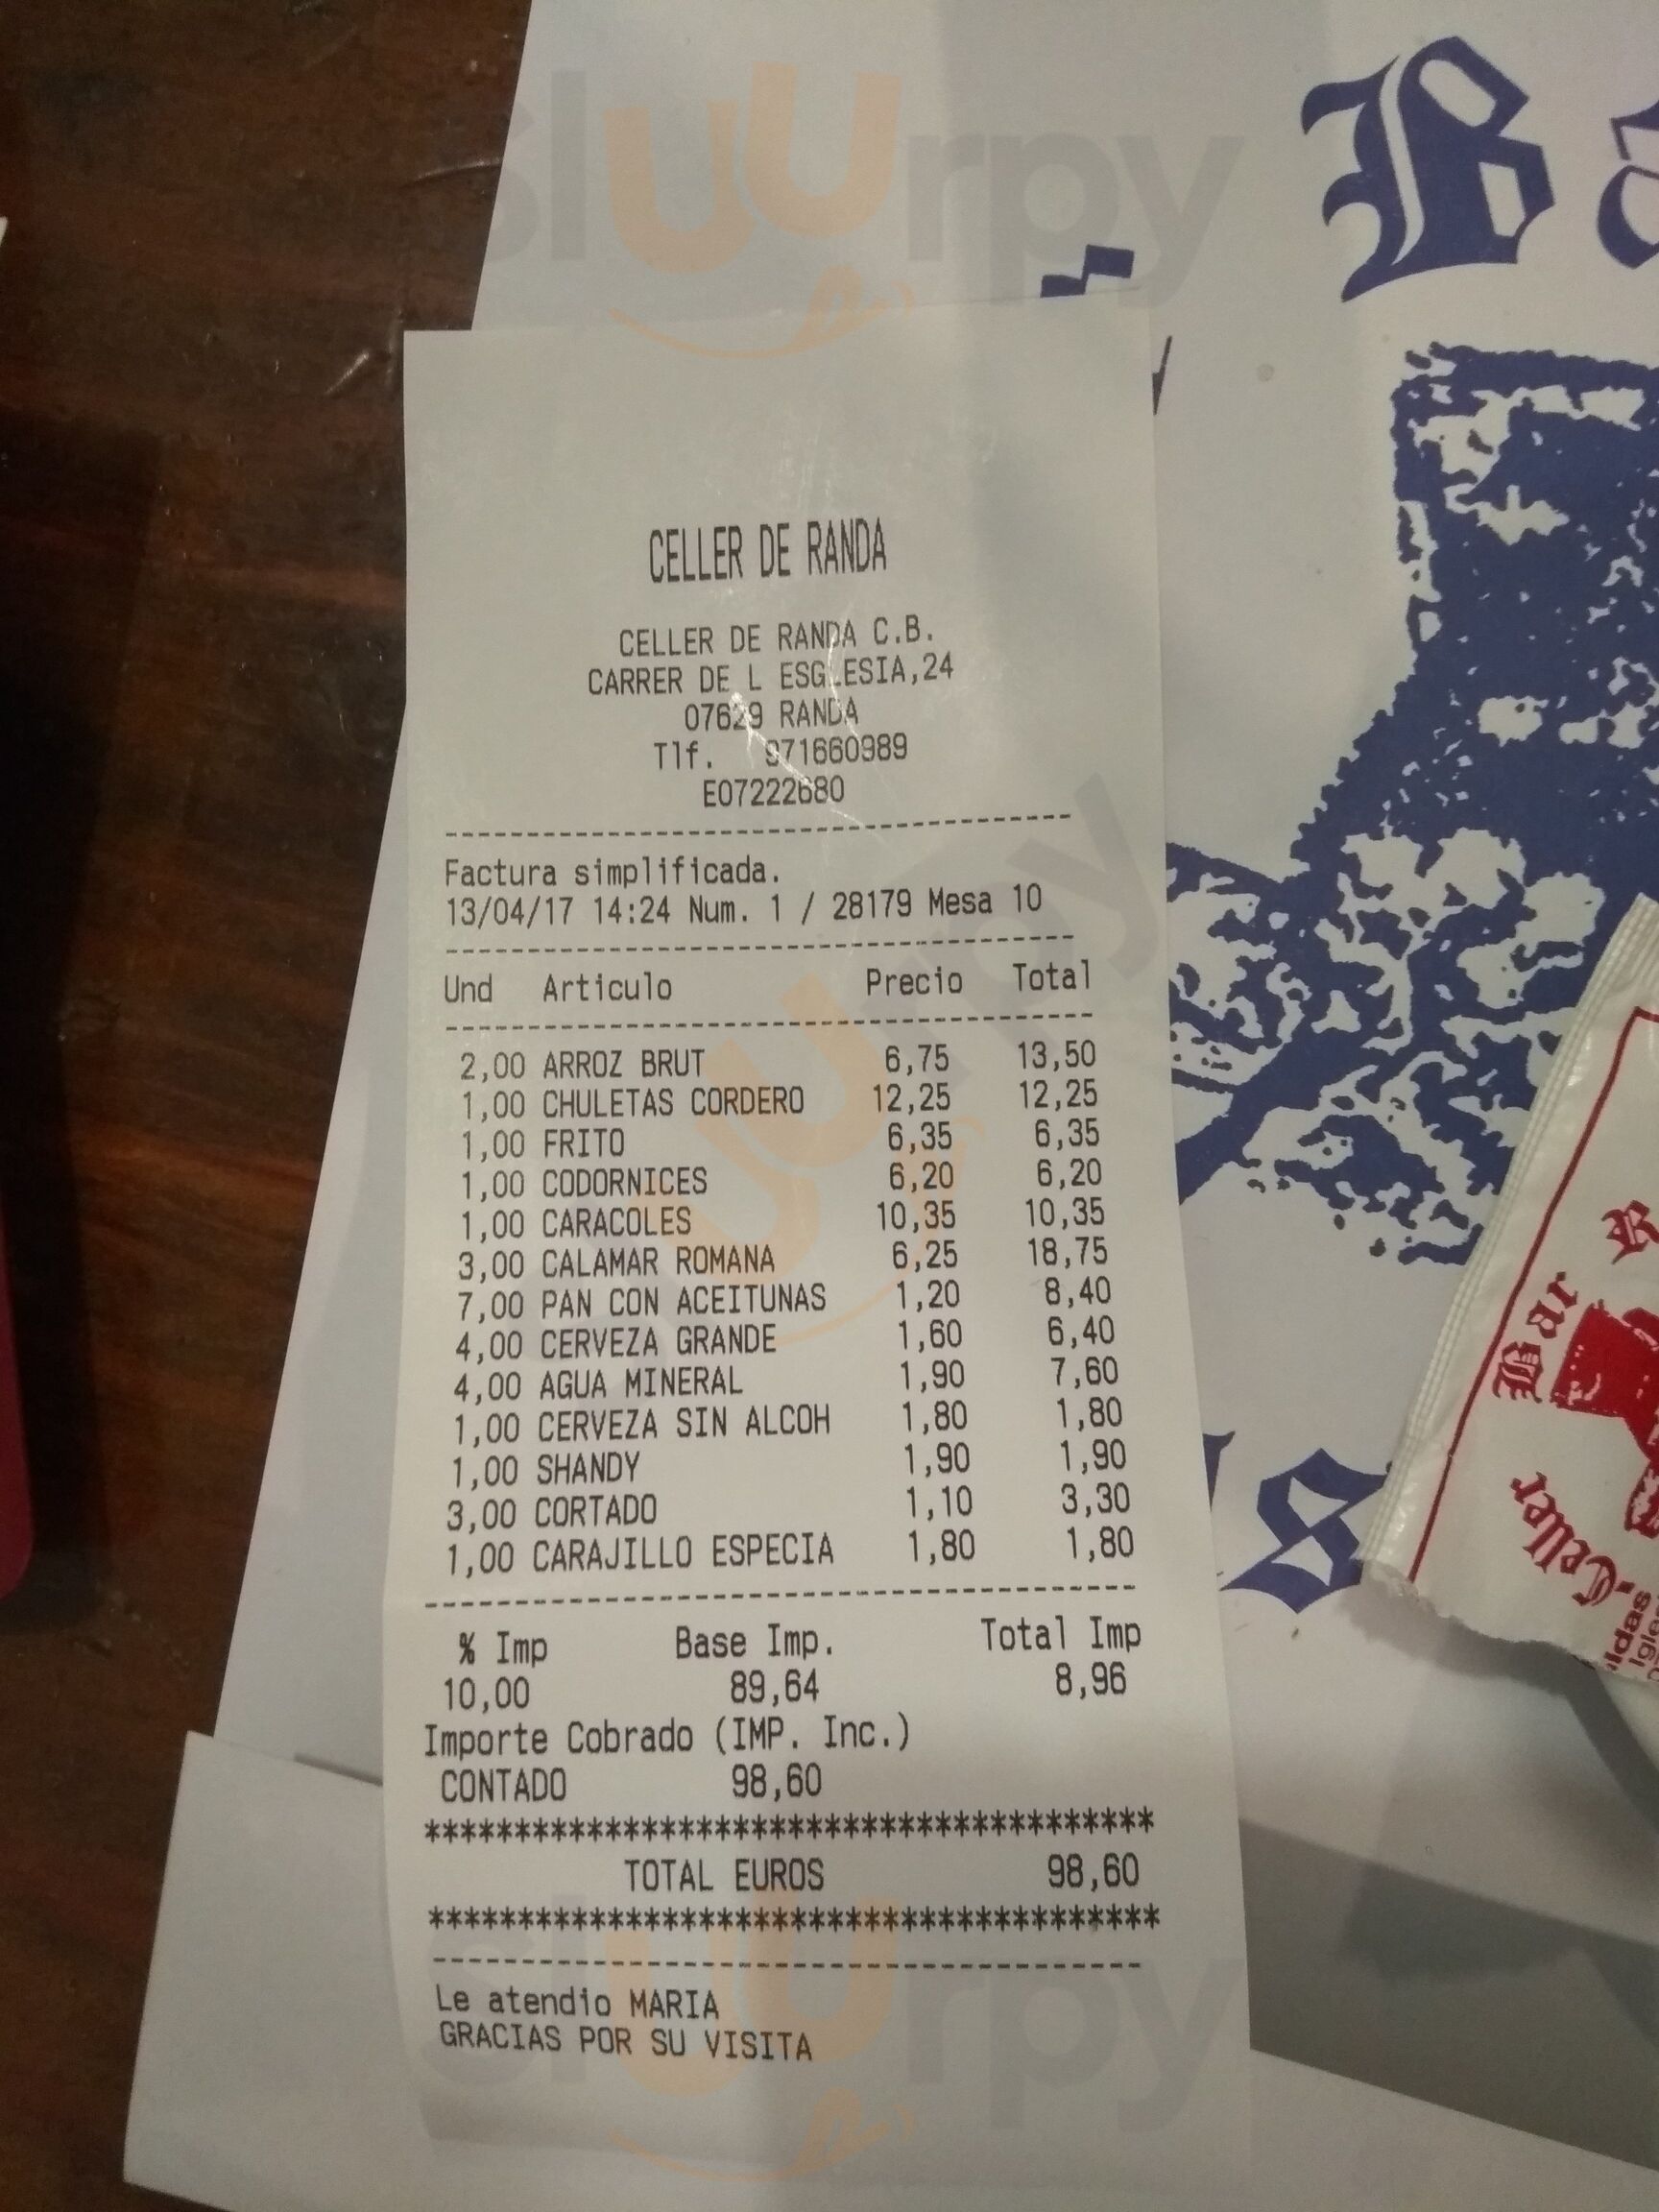 sluurpy
Ba
CELLER DE RANDA
CELLER DE RANDA C.B.
CARRER DE L ESGLESIA,24
07629 RANDA
Tlf. 971660989
E07222680
------------------------------------
Factura simplificada.
13/04/17 14:24 Num. 1 / 28179 Mesa 10
------------------------------------
Und Articulo Precio Total
------------------------------------
2,00 ARROZ BRUT 6,75 13,50
1,00 CHULETAS CORDERO 12,25 12,25
1,00 FRITO 6,35 6,35
1,00 CODORNICES 6,20 6,20
1,00 CARACOLES 10,35 10,35
3,00 CALAMAR ROMANA 6,25 18,75
7,00 PAN CON ACEITUNAS 1,20 8,40
4,00 CERVEZA GRANDE 1,60 6,40
4,00 AGUA MINERAL 1,90 7,60
1,00 CERVEZA SIN ALCOH 1,80 1,80
1,00 SHANDY 1,90 1,90
3,00 CORTADO 1,10 3,30
1,00 CARAJILLO ESPECIA 1,80 1,80
------------------------------------
% Imp Base Imp. Total Imp
10,00 89,64 8,96
Importe Cobrado (IMP. Inc.)
CONTADO 98,60
****************************************
TOTAL EUROS 98,60
****************************************
------------------------------------
Le atendio MARIA
GRACIAS POR SU VISITA
Bar R
Celler
sluurpy